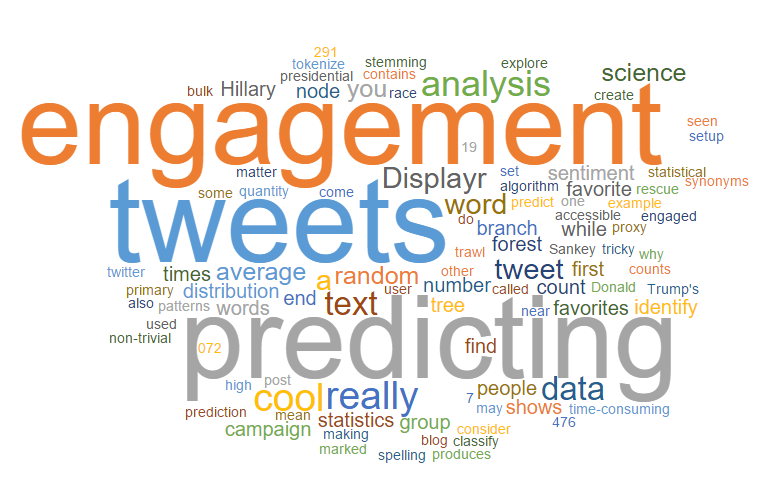 291
tokenize stemming explore
presidential contains science
bulk Hillary node you race analysis create
engagement
seen
19 setup
matter Displayr set sentiment statistical
some quantity come algorithm favorite rescue synonyms
tweets word predict one example
do branch while accessible proxy engaged
forest Sankey tricky why
trawl
twitter times average a random other tweet first counts
primary distribution end user number called count Donald Trump's
also patterns words text tree near favorites identify
used predicting
non-trivial 072 find
high post cool really 7 people data
prediction mean statistics may shows time-consuming
campaign making group consider 476
marked blog classify
spelling produces